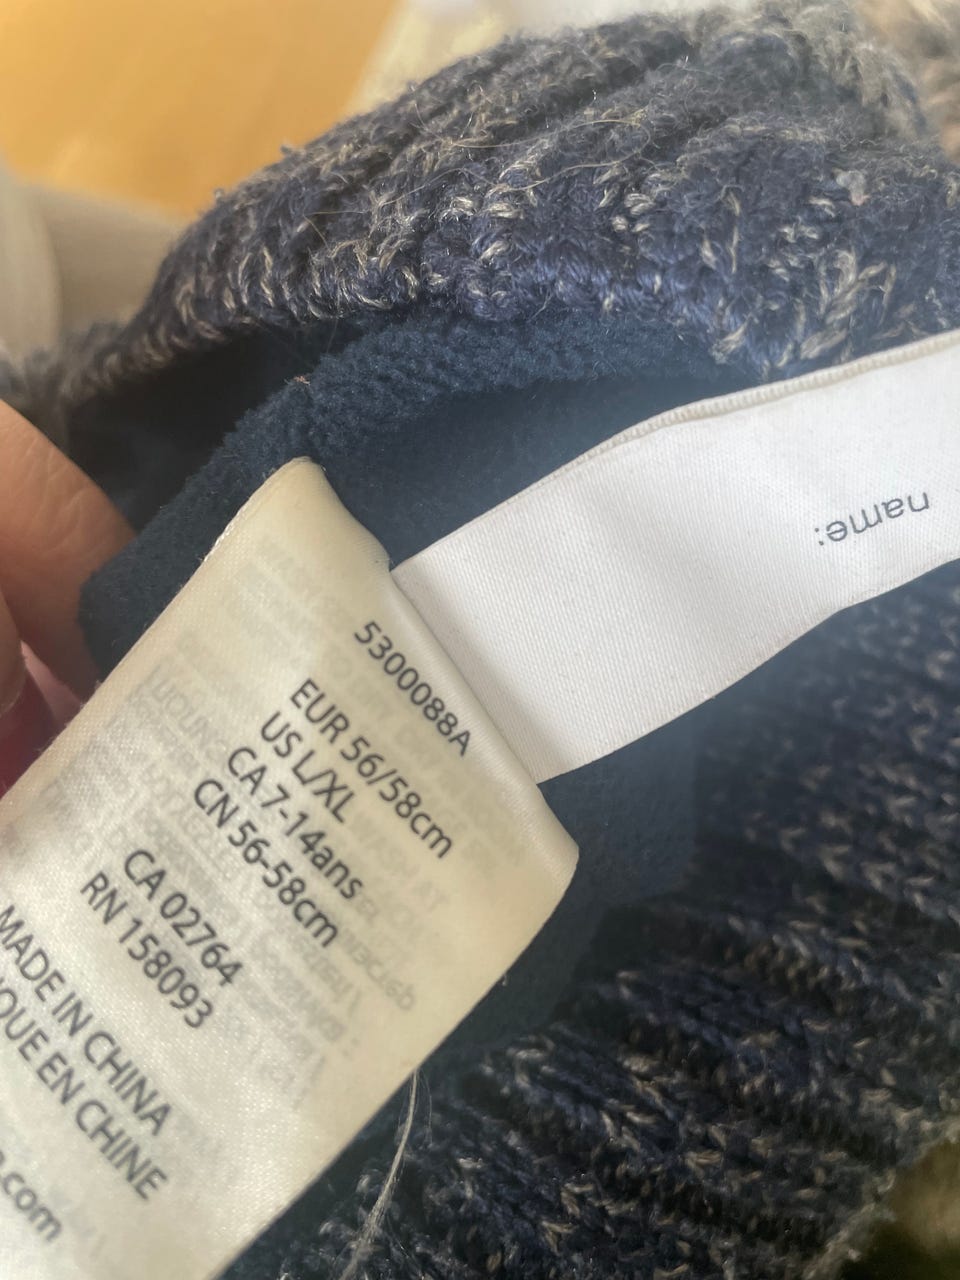 name:
5300088A
EUR 56/58cm
US L/XL
CA 7-14ans
CN 56-58cm
CA 02764
RN 158093
MADE IN CHINA
EN CHINE
.com